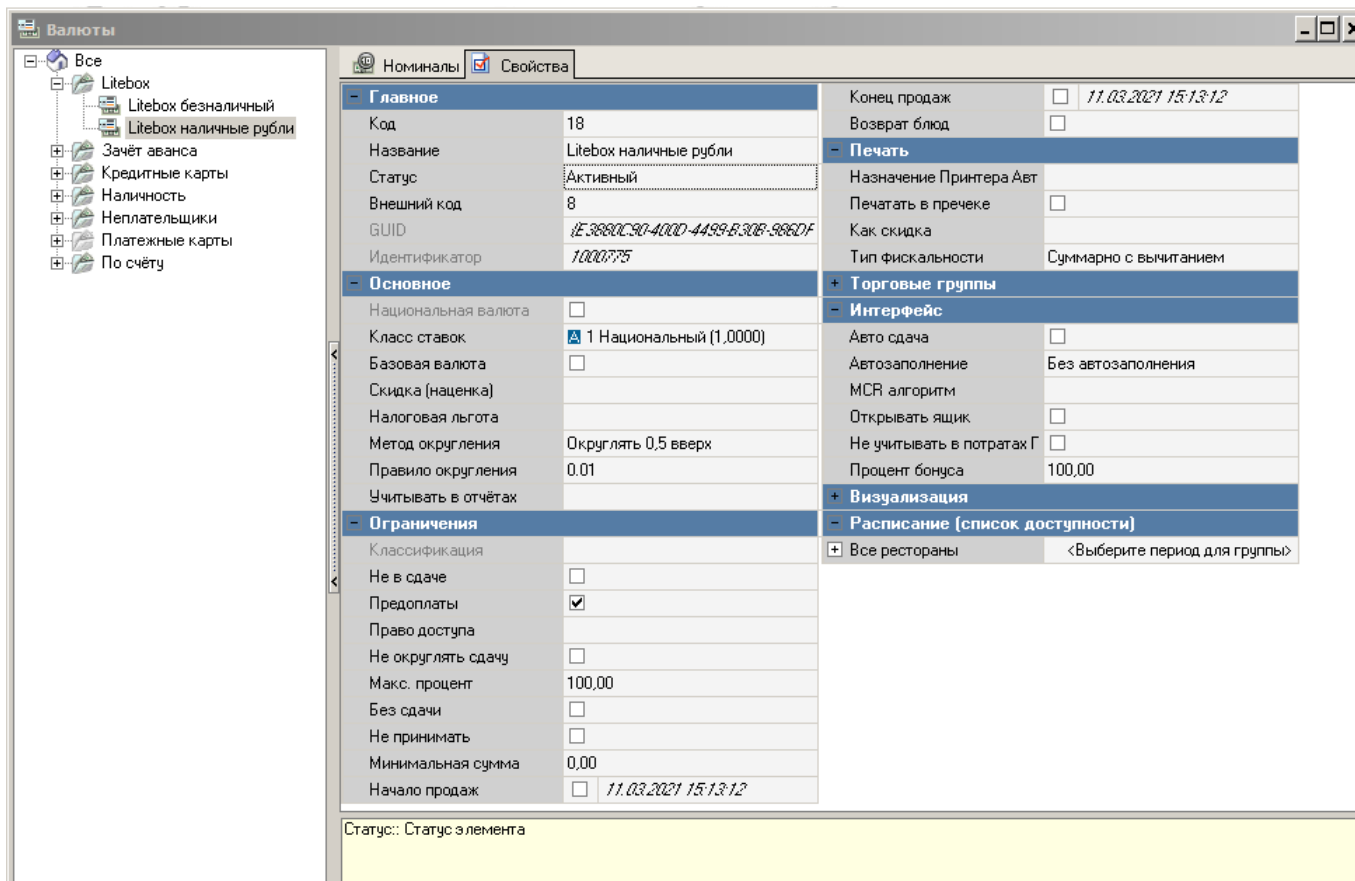 Валюты
Все
Litebox
Litebox безналичный
Litebox наличные рубли
Зачёт аванса
Кредитные карты
Наличность
Неплательщики
Платежные карты
По счёту
Номиналы Свойства
Главное
Код 18
Название Litebox наличные рубли
Статус Активный
Внешний код 8
GUID
Идентификатор 1000775
Основное
Национальная валюта
Класс ставок A 1 Национальный (1,0000)
Базовая валюта
Скидка (наценка)
Налоговая льгота
Метод округления Округлять 0,5 вверх
Правило округления 0.01
Учитывать в отчётах
Ограничения
Классификация
Не в сдаче
Предоплаты
Право доступа
Не округлять сдачу
Макс. процент 100,00
Без сдачи
Не принимать
Минимальная сумма 0,00
Начало продаж 11.03.2021 15:13:12
Конец продаж 11.03.2021 15:13:12
Возврат блюд
Печать
Назначение Принтера Авт
Печатать в пречеке
Как скидка
Тип фискальности Суммарно с вычитанием
Торговые группы
Интерфейс
Авто сдача
Автозаполнение Без автозаполнения
MCR алгоритм
Открывать ящик
Не учитывать в потратах Г
Процент бонуса 100,00
Визуализация
Расписание (список доступности)
Все рестораны <Выберите период для группы>
Статус:: Статус элемента